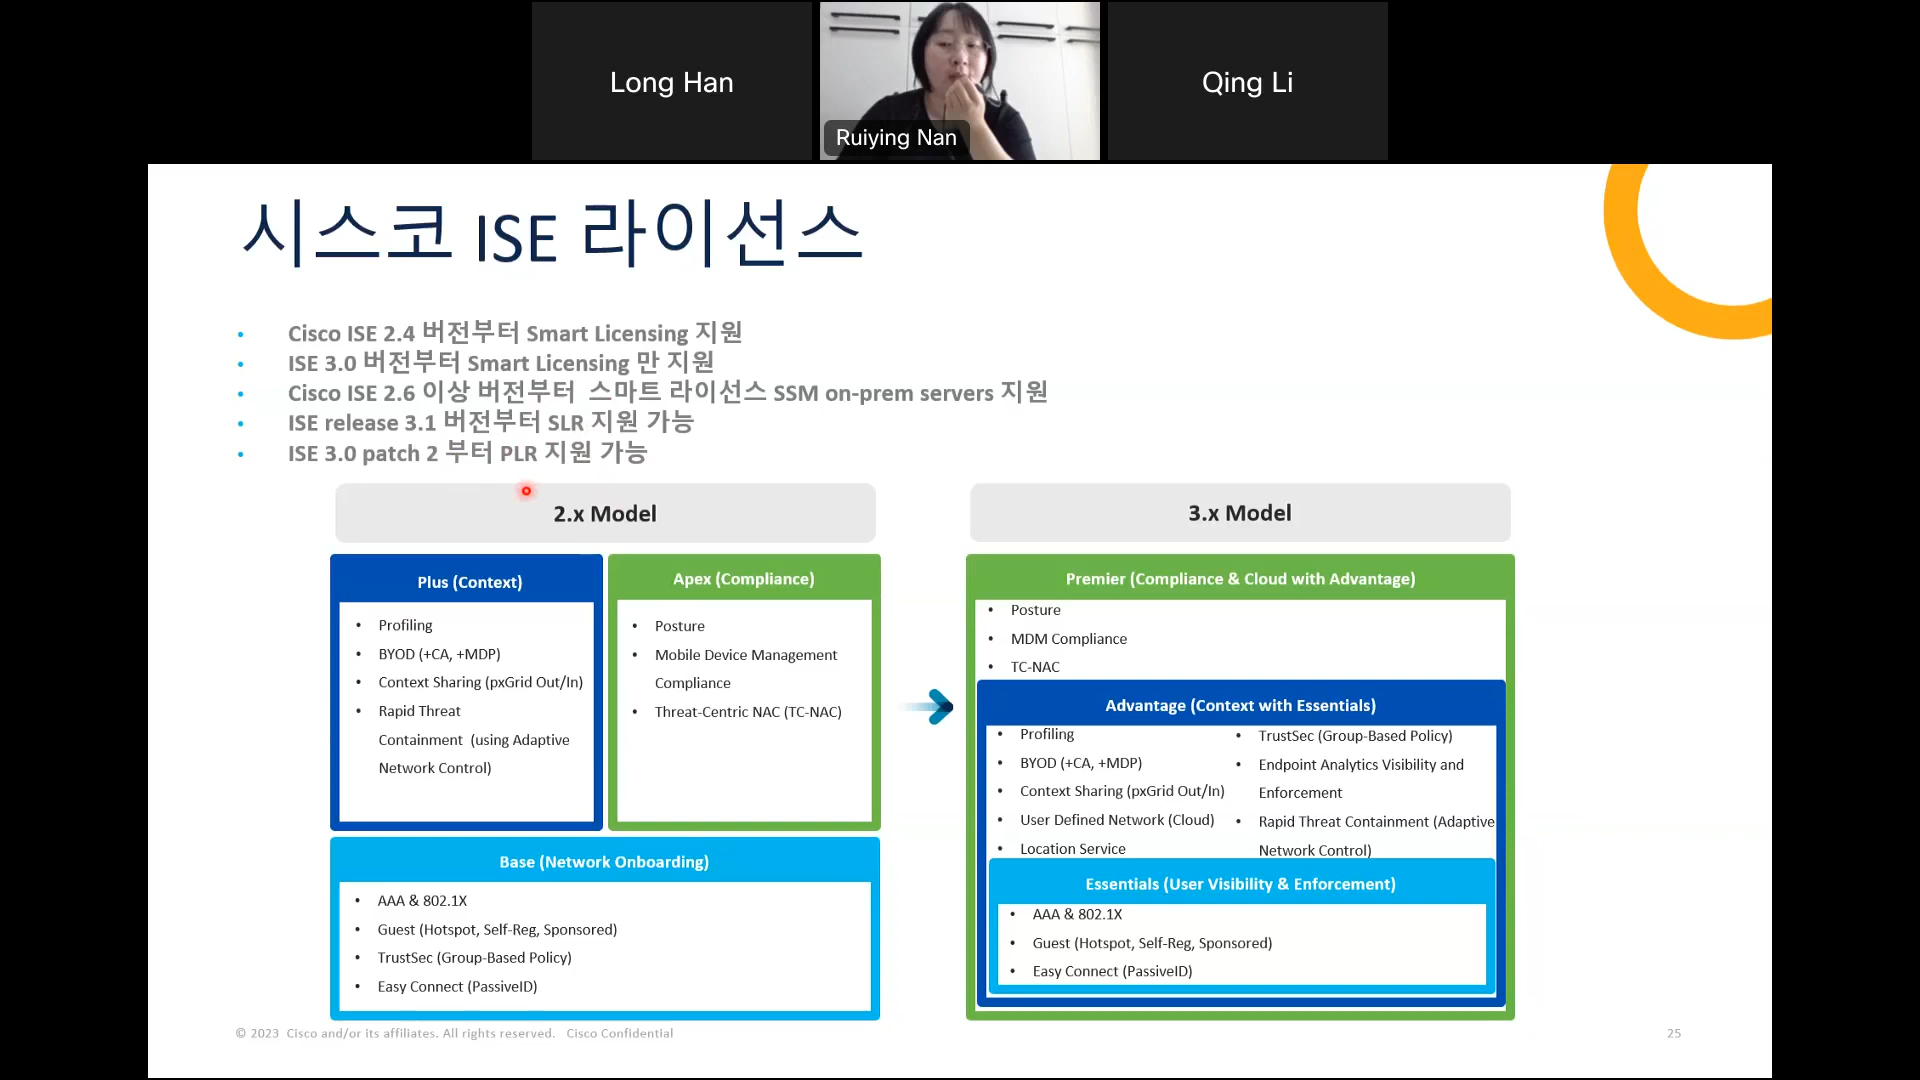 Long Han
Ruiying Nan
Qing Li
시스코 ISE 라이선스
• Cisco ISE 2.4 버전부터 Smart Licensing 지원
• ISE 3.0 버전부터 Smart Licensing 만 지원
• Cisco ISE 2.6 이상 버전부터 스마트 라이선스 SSM on-prem servers 지원
• ISE release 3.1 버전부터 SLR 지원 가능
• ISE 3.0 patch 2 부터 PLR 지원 가능
2.x Model
Plus (Context)
• Profiling
• BYOD (+CA, +MDP)
• Context Sharing (pxGrid Out/In)
• Rapid Threat
Containment (using Adaptive
Network Control)
Apex (Compliance)
• Posture
• Mobile Device Management
Compliance
• Threat-Centric NAC (TC-NAC)
Base (Network Onboarding)
• AAA & 802.1X
• Guest (Hotspot, Self-Reg, Sponsored)
• TrustSec (Group-Based Policy)
• Easy Connect (PassiveID)
3.x Model
Premier (Compliance & Cloud with Advantage)
• Posture
• MDM Compliance
• TC-NAC
Advantage (Context with Essentials)
• Profiling
• BYOD (+CA, +MDP)
• Context Sharing (pxGrid Out/In)
• User Defined Network (Cloud)
• Location Service
• TrustSec (Group-Based Policy)
• Endpoint Analytics Visibility and
Enforcement
• Rapid Threat Containment (Adaptive
Network Control)
Essentials (User Visibility & Enforcement)
• AAA & 802.1X
• Guest (Hotspot, Self-Reg, Sponsored)
• Easy Connect (PassiveID)
© 2023 Cisco and/or its affiliates. All rights reserved. Cisco Confidential
25